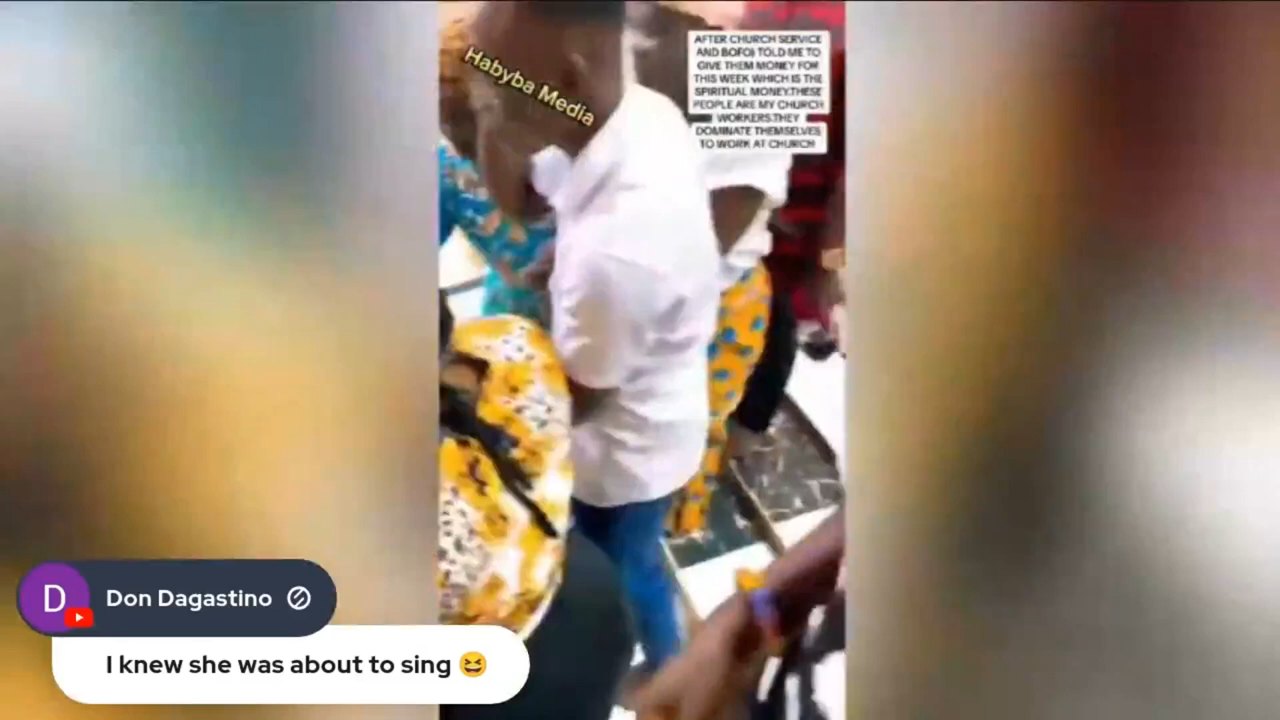 Habyba Media
AFTER CHURCH SERVICE
AND BOFO) TOLD ME TO
GIVE THEM MONEY FOR
THIS WEEK WHICH IS THE
SPIRITUAL MONEY.THESE
PEOPLE ARE MY CHURCH
WORKERS.THEY
DOMINATE THEMSELVES
TO WORK AT CHURCH
D
Don Dagastino
I knew she was about to sing 😆